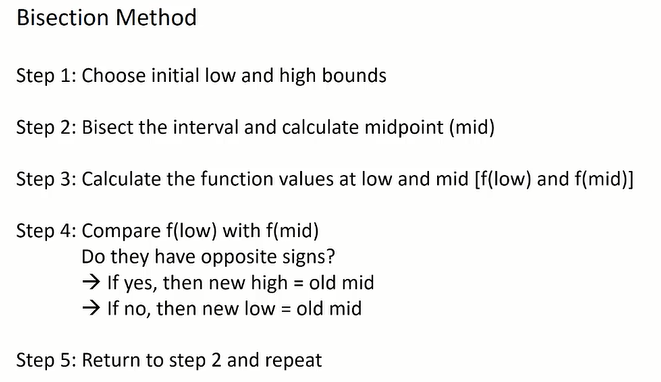 Bisection Method
Step 1: Choose initial low and high bounds
Step 2: Bisect the interval and calculate midpoint (mid)
Step 3: Calculate the function values at low and mid [f(low) and f(mid)]
Step 4: Compare f(low) with f(mid)
Do they have opposite signs?
→ If yes, then new high = old mid
→ If no, then new low = old mid
Step 5: Return to step 2 and repeat